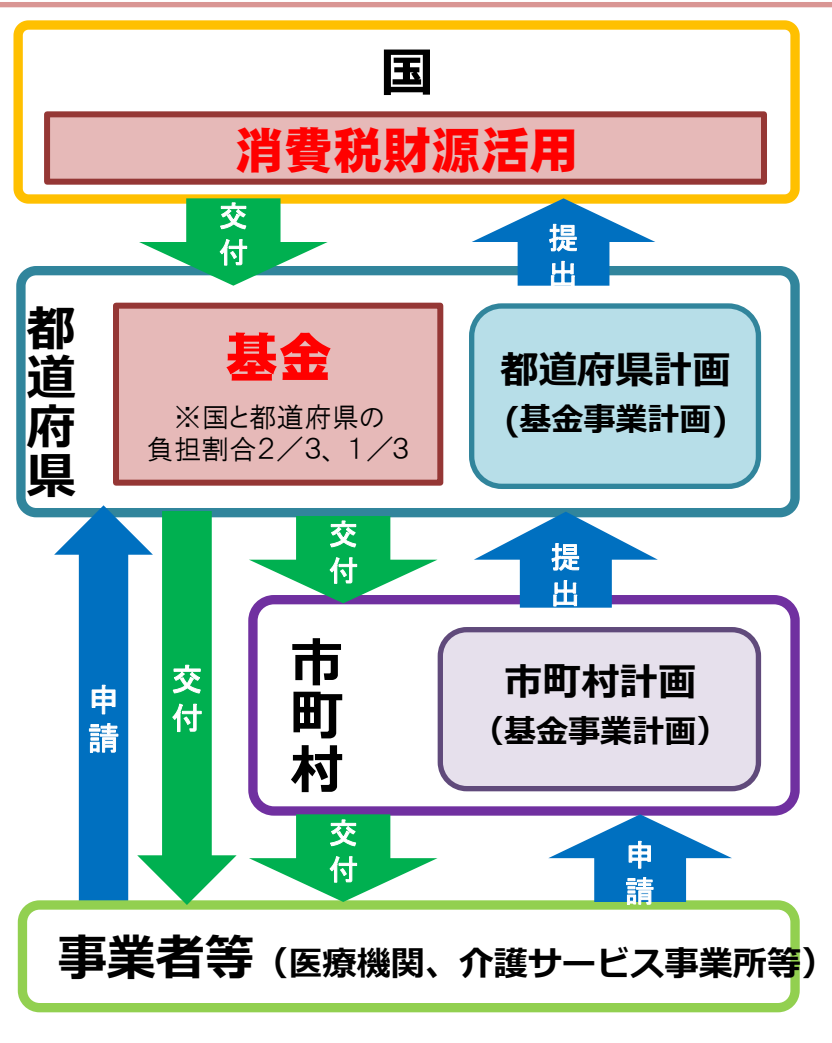 国
消費税財源活用
交付
提出
都道府県
基金
※国と都道府県の
負担割合2／3、1／3
都道府県計画
(基金事業計画)
交付
提出
申請
交付
市町村
市町村計画
（基金事業計画）
交付
申請
事業者等（医療機関、介護サービス事業所等）